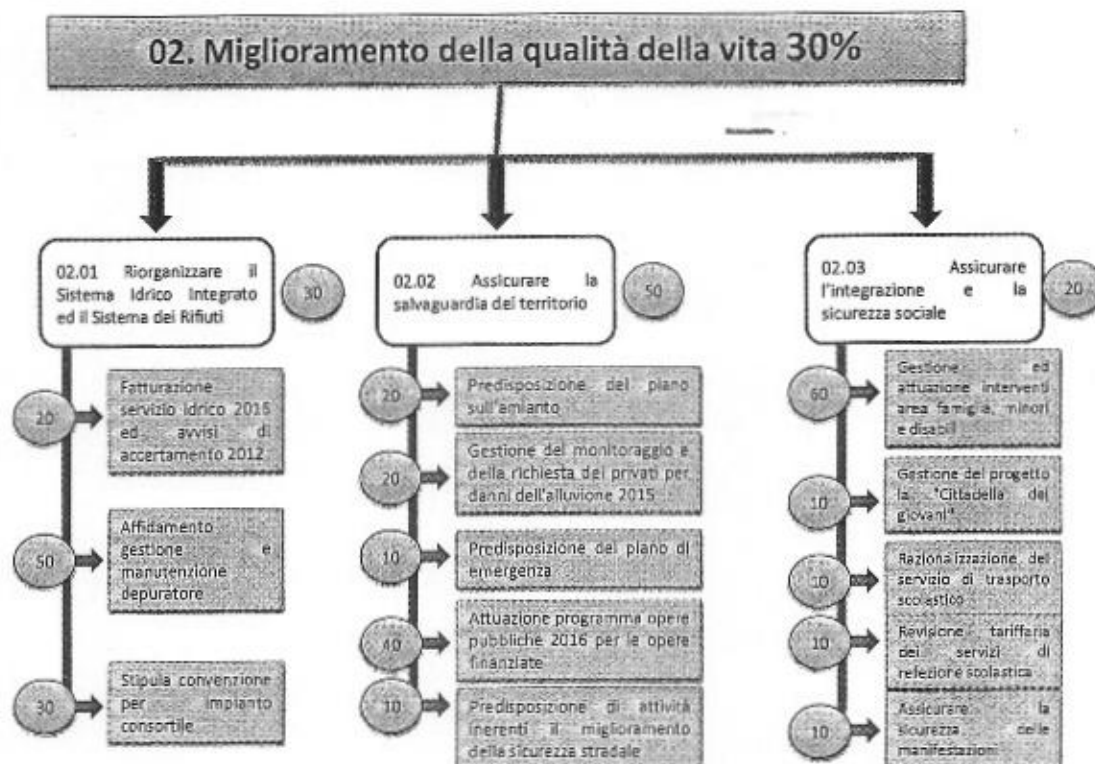 02. Miglioramento della qualità della vita 30%
02.01 Riorganizzare il
Sistema Idrico Integrato
ed il Sistema dei Rifiuti
30
20
Fatturazione
servizio idrico 2016
ed avvisi di
accertamento 2012
50
Affidamento
gestione e
manutenzione
depuratore
30
Stipula convenzione
per impianto
consortile
02.02 Assicurare la
salvaguardia del territorio
50
20
Predisposizione del piano
sull'amianto
20
Gestione del monitoraggio e
della richiesta dei privati per
danni dell'alluvione 2015
10
Predisposizione del piano di
emergenza
40
Attuazione programma opere
pubbliche 2016 per le opere
finanziate
10
Predisposizione di attività
inerenti il miglioramento
della sicurezza stradale
02.03 Assicurare
l'integrazione e la
sicurezza sociale
20
60
Gestione ed
attuazione interventi
area famiglia, minori
e disabili
10
Gestione del progetto
la "Cittadella dei
giovani"
10
Razionalizzazione del
servizio di trasporto
scolastico
10
Revisione tariffaria
dei servizi di
refezione scolastica
10
Assicurare la
sicurezza delle
manifestazioni